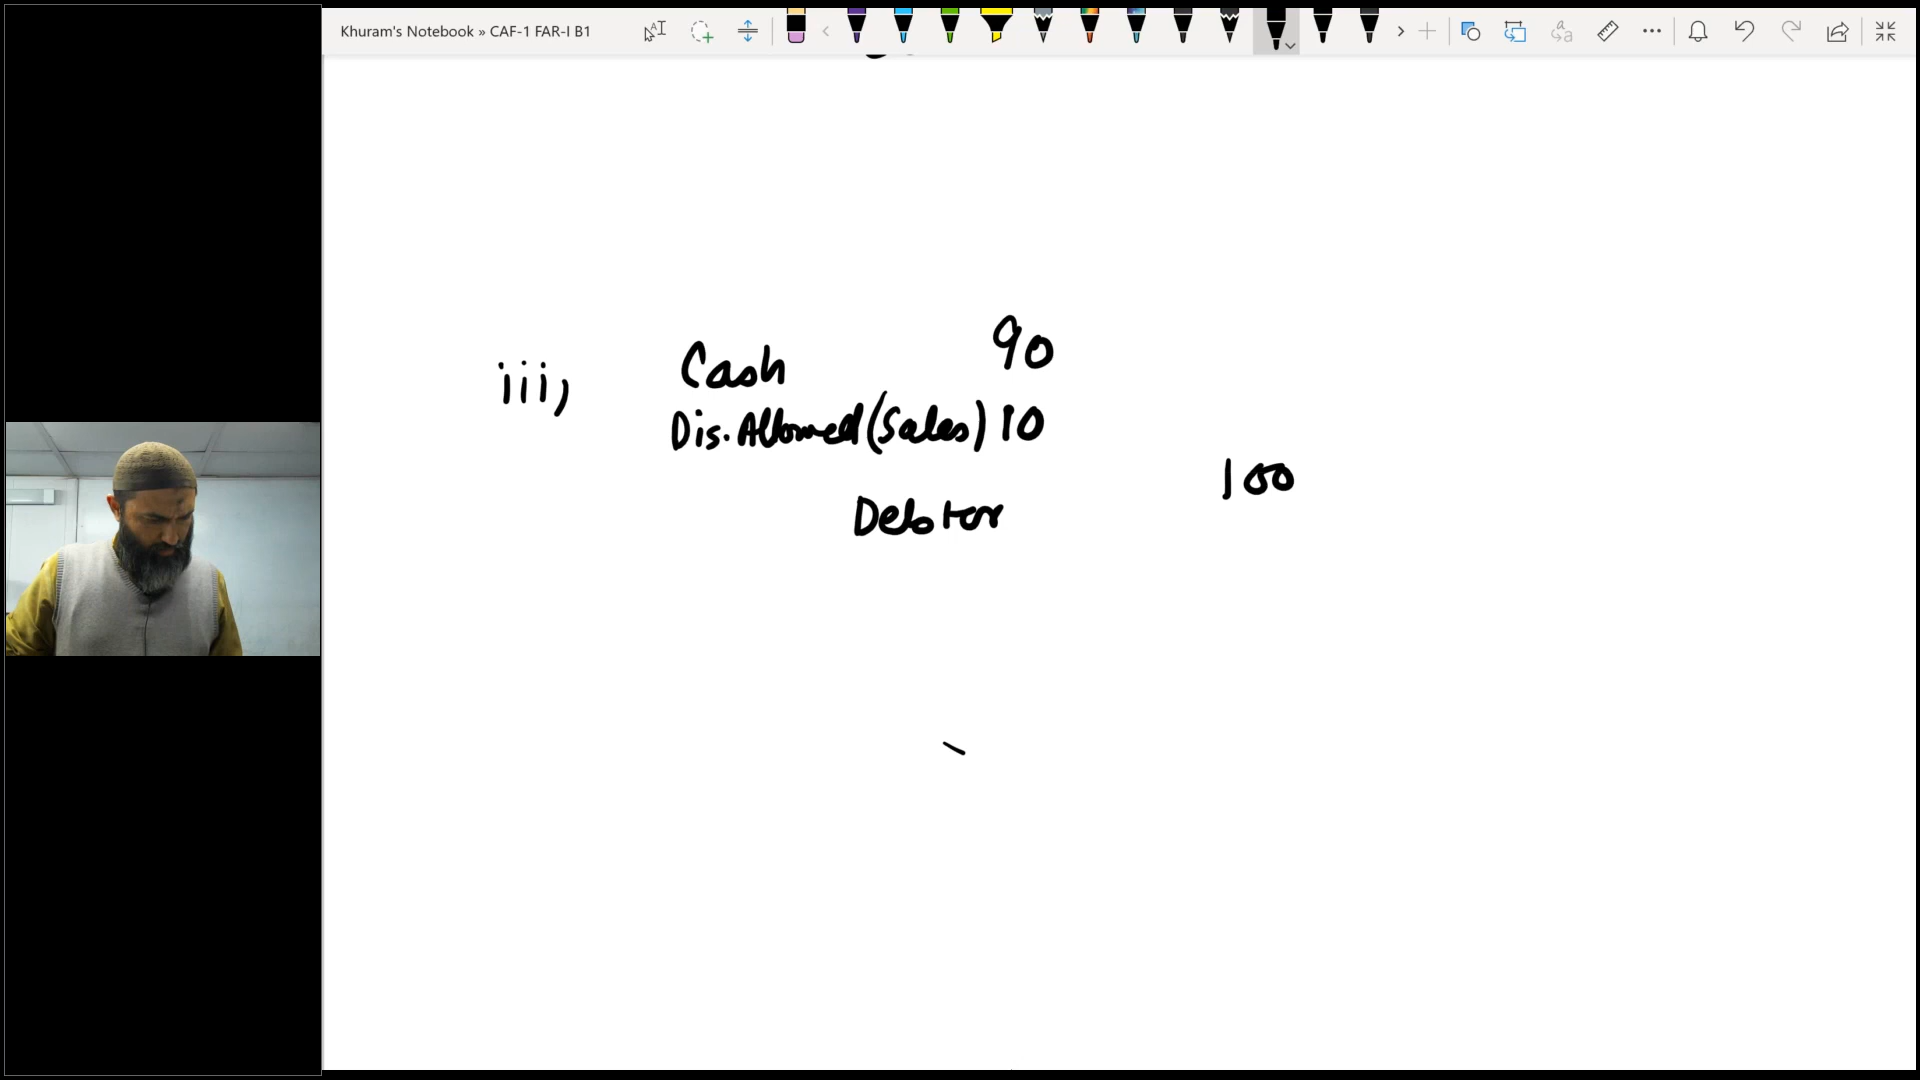 Khuram's Notebook » CAF-1 FAR-I B1
iii) Cash 90
Dis. Allowed (Sales) 10
Debtor 100